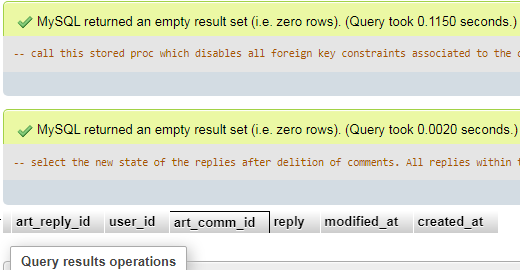 MySQL returned an empty result set (i.e. zero rows). (Query took 0.1150 seconds.)
-- call this stored proc which disables all foreign key constraints associated to the
MySQL returned an empty result set (i.e. zero rows). (Query took 0.0020 seconds.)
-- select the new state of the replies after delition of comments. All replies within
art_reply_id user_id art_comm_id reply modified_at created_at
Query results operations